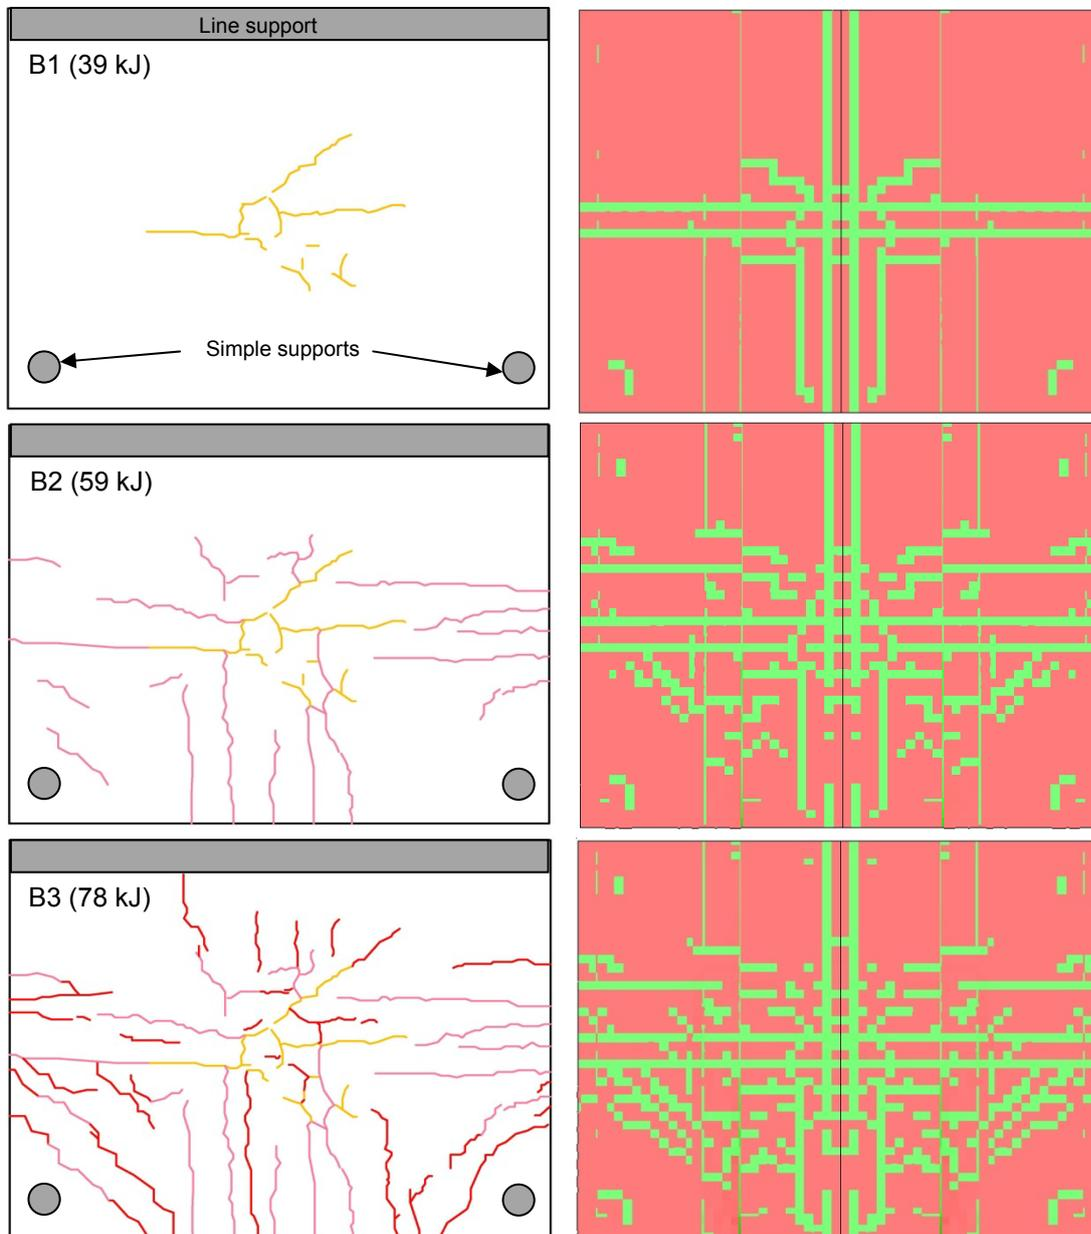 Line support
B1 (39 kJ)
Simple supports
B2 (59 kJ)
B3 (78 kJ)